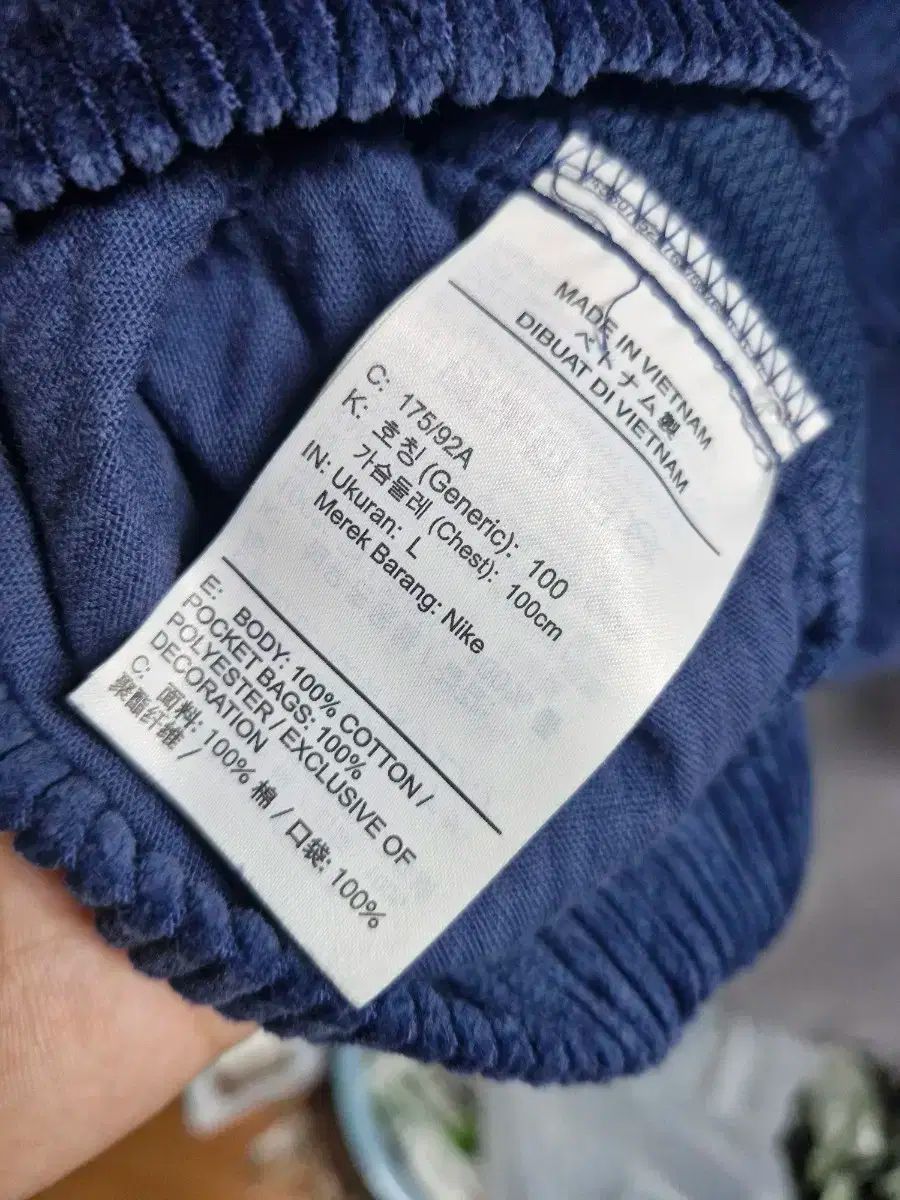 MADE IN VIETNAM
ベトナム製
DIBUAT DI VIETNAM
C: 175/92A
K: 호칭 (Generic): 100
가슴둘레 (Chest): 100cm
IN: Ukuran: L
Merek Barang: Nike
E: BODY: 100% COTTON /
POCKET BAGS: 100%
POLYESTER / EXCLUSIVE OF
DECORATION
C: 面料: 100% 棉 / 口袋: 100%
聚酯纤维 /